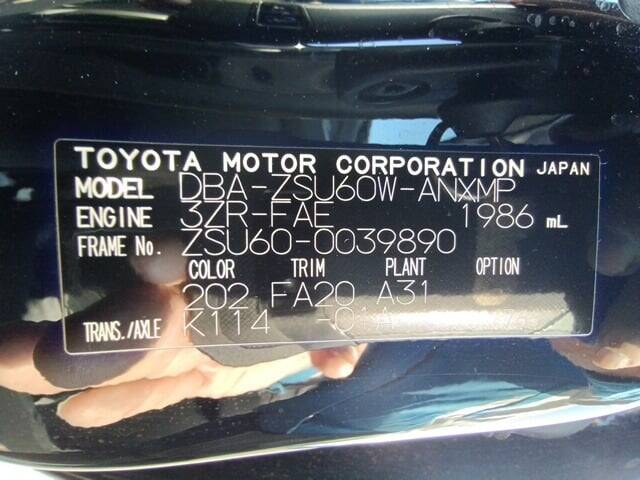 TOYOTA MOTOR CORPORATION JAPAN
MODEL DBA-ZSU60W-ANXMP
ENGINE 3ZR-FAE 1986 mL
FRAME No. ZSU60-0039890
COLOR TRIM PLANT OPTION
202 FA20 A31
TRANS./AXLE K114 -01A